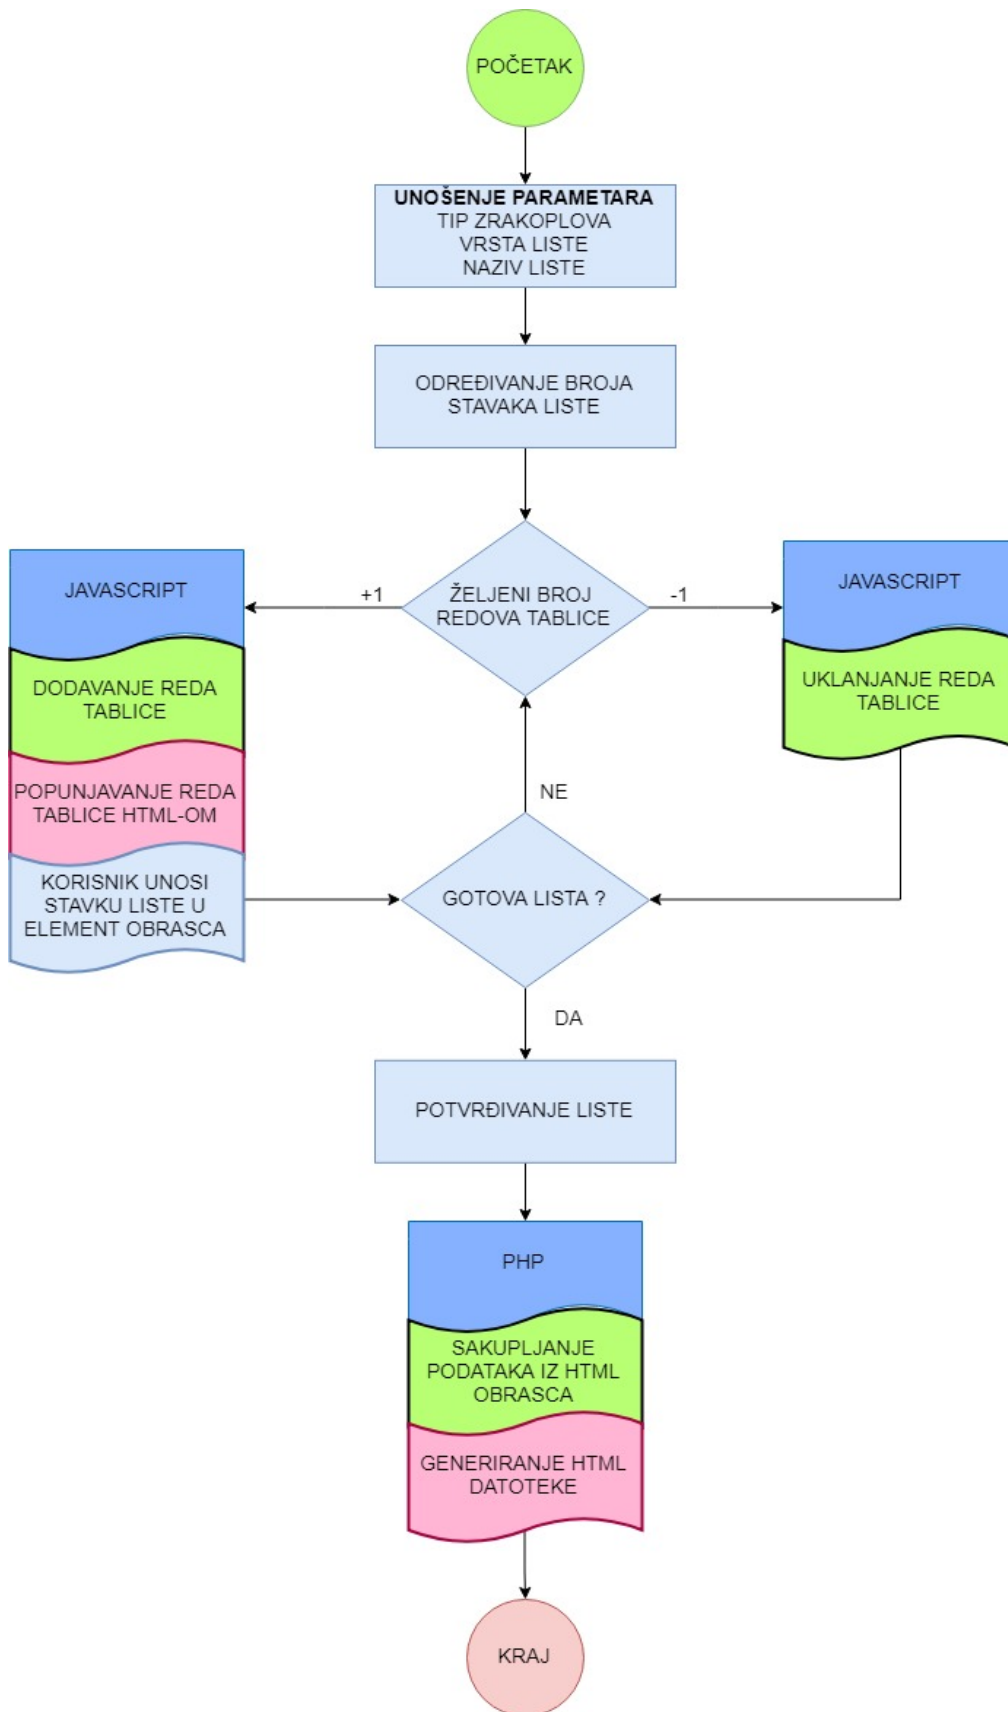 POČETAK
UNOŠENJE PARAMETARA
TIP ZRAKOPLOVA
VRSTA LISTE
NAZIV LISTE
ODREĐIVANJE BROJA
STAVAKA LISTE
ŽELJENI BROJ
REDOVA TABLICE
+1
-1
JAVASCRIPT
DODAVANJE REDA
TABLICE
POPUNJAVANJE REDA
TABLICE HTML-OM
KORISNIK UNOSI
STAVKU LISTE U
ELEMENT OBRASCA
JAVASCRIPT
UKLANJANJE REDA
TABLICE
NE
GOTOVA LISTA ?
DA
POTVRĐIVANJE LISTE
PHP
SAKUPLJANJE
PODATAKA IZ HTML
OBRASCA
GENERIRANJE HTML
DATOTEKE
KRAJ